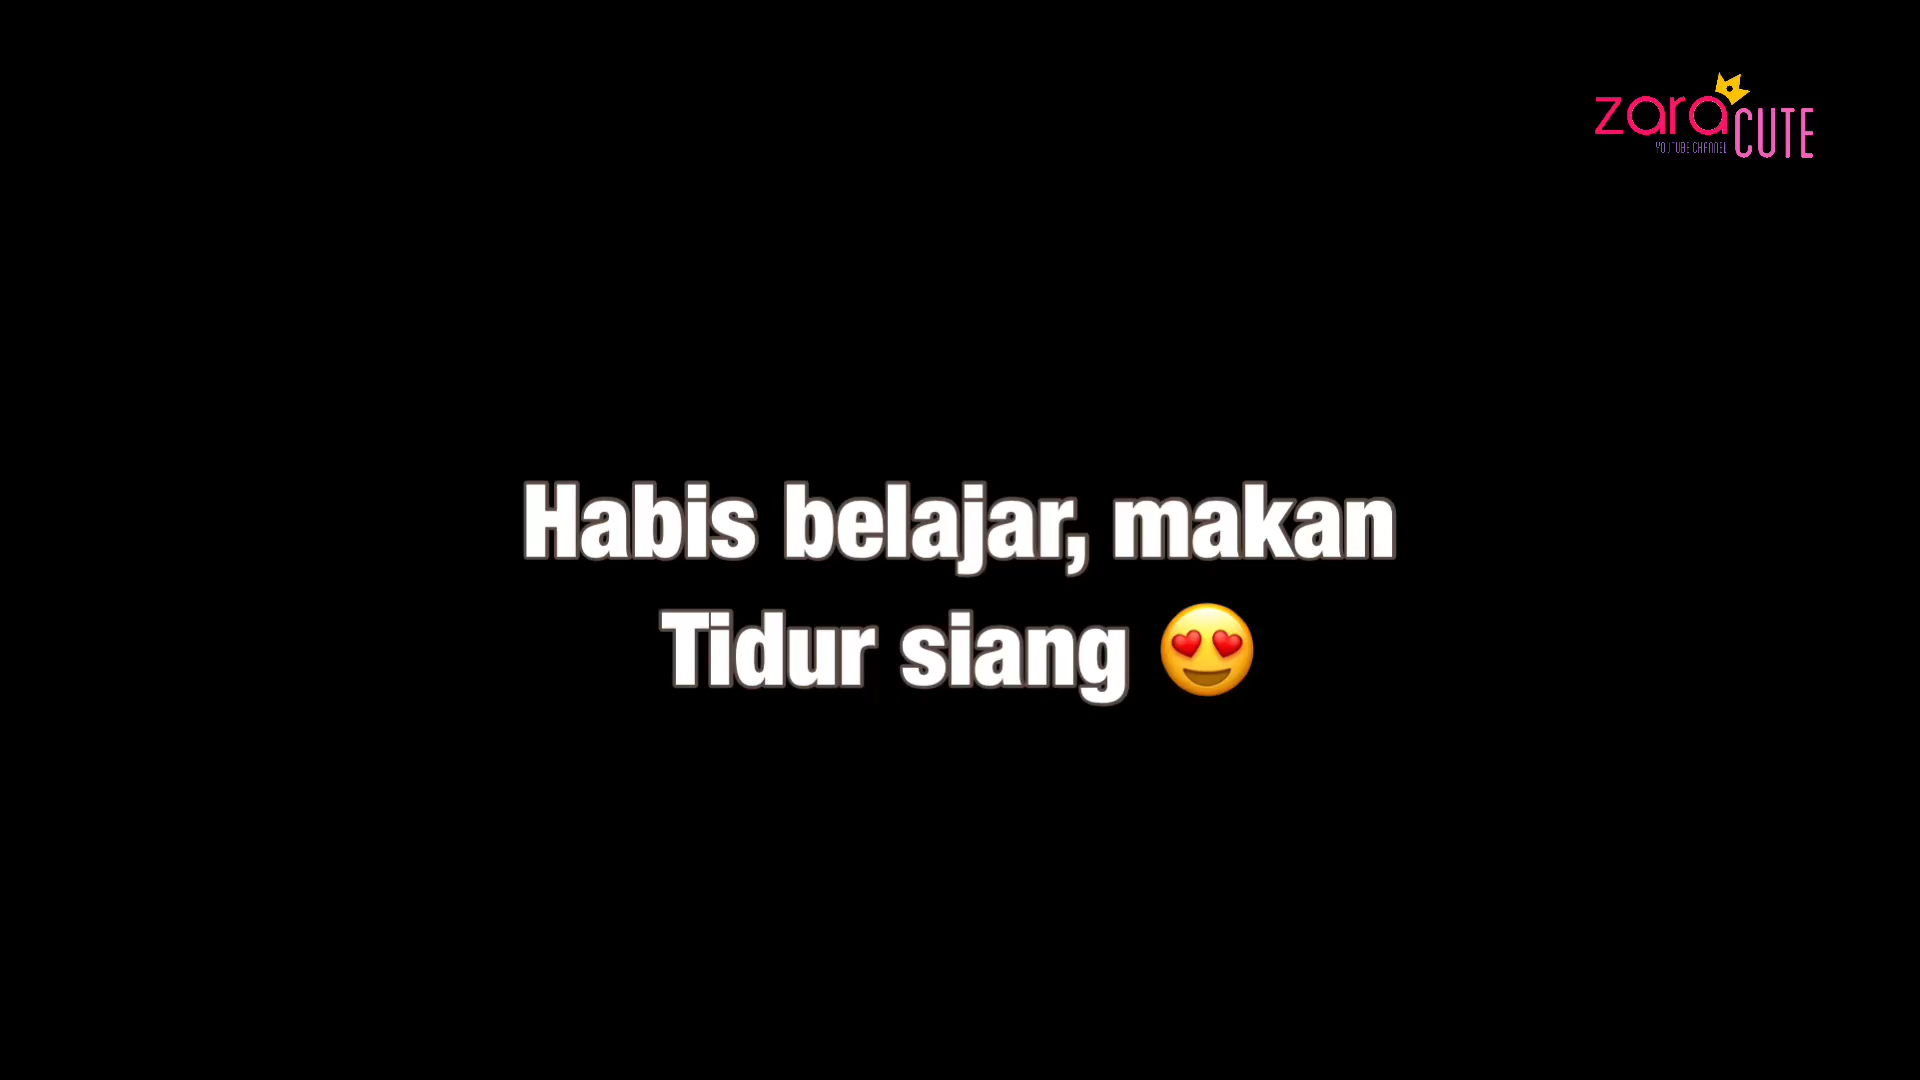 zara CUTE
YOUTUBE CHANNEL
Habis belajar, makan
Tidur siang 😍